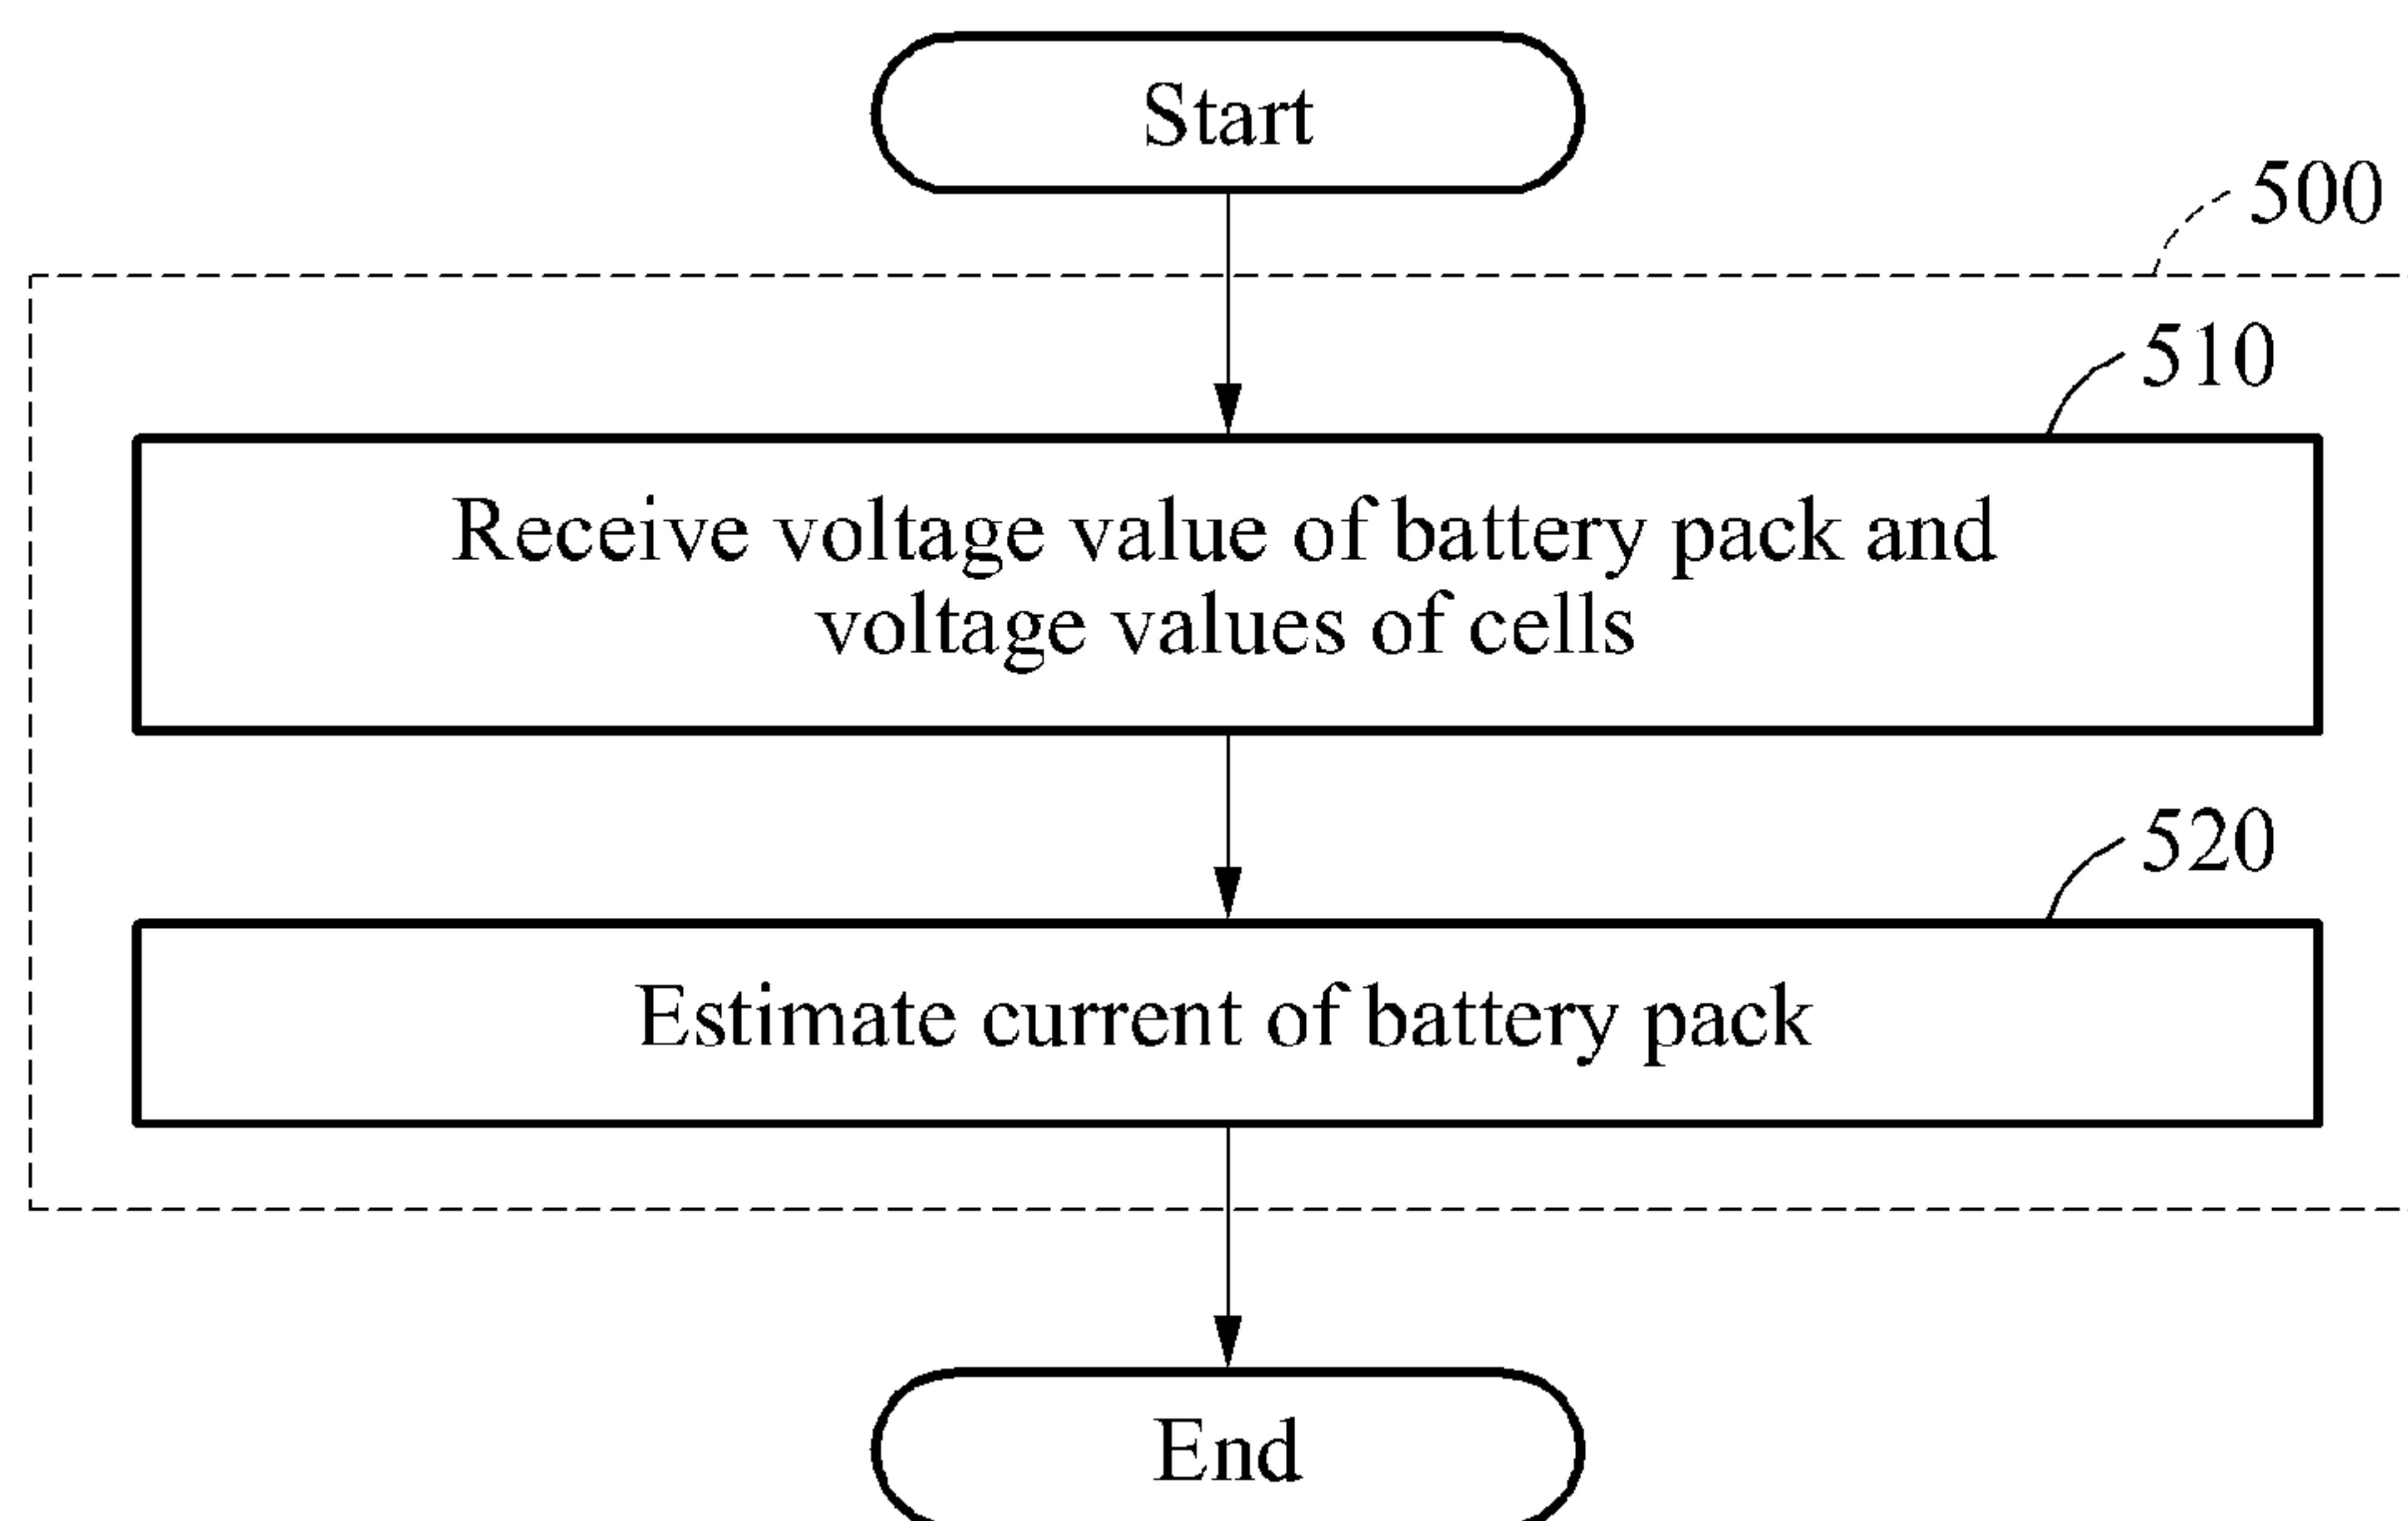 Start
500
510
Receive voltage value of battery pack and
voltage values of cells
520
Estimate current of battery pack
End